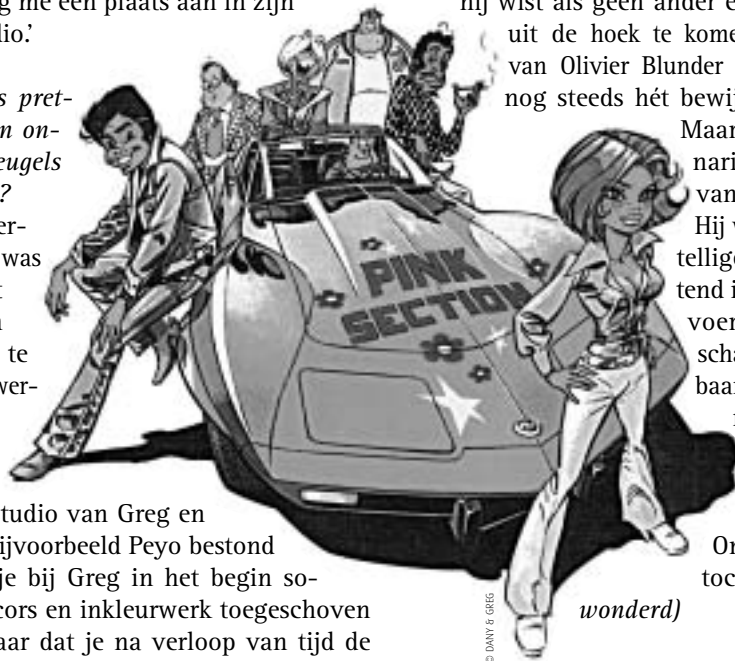 g me een plaats aan in zijn
lio.'
s pret-
n on-
eugels
?
er-
was
t
n
te
wer-
tudio van Greg en
ijvoorbeeld Peyo bestond
je bij Greg in het begin so-
cors en inkleurwerk toegeschoven
aar dat je na verloop van tijd de
hij wist als geen ander e
uit de hoek te kome
van Olivier Blunder
nog steeds hét bewij
Maar
nari
van
Hij v
tellige
tend i
voer
scha
baar
Or
toc
wonderd)
PINK
SECTION
© DANY & GREG